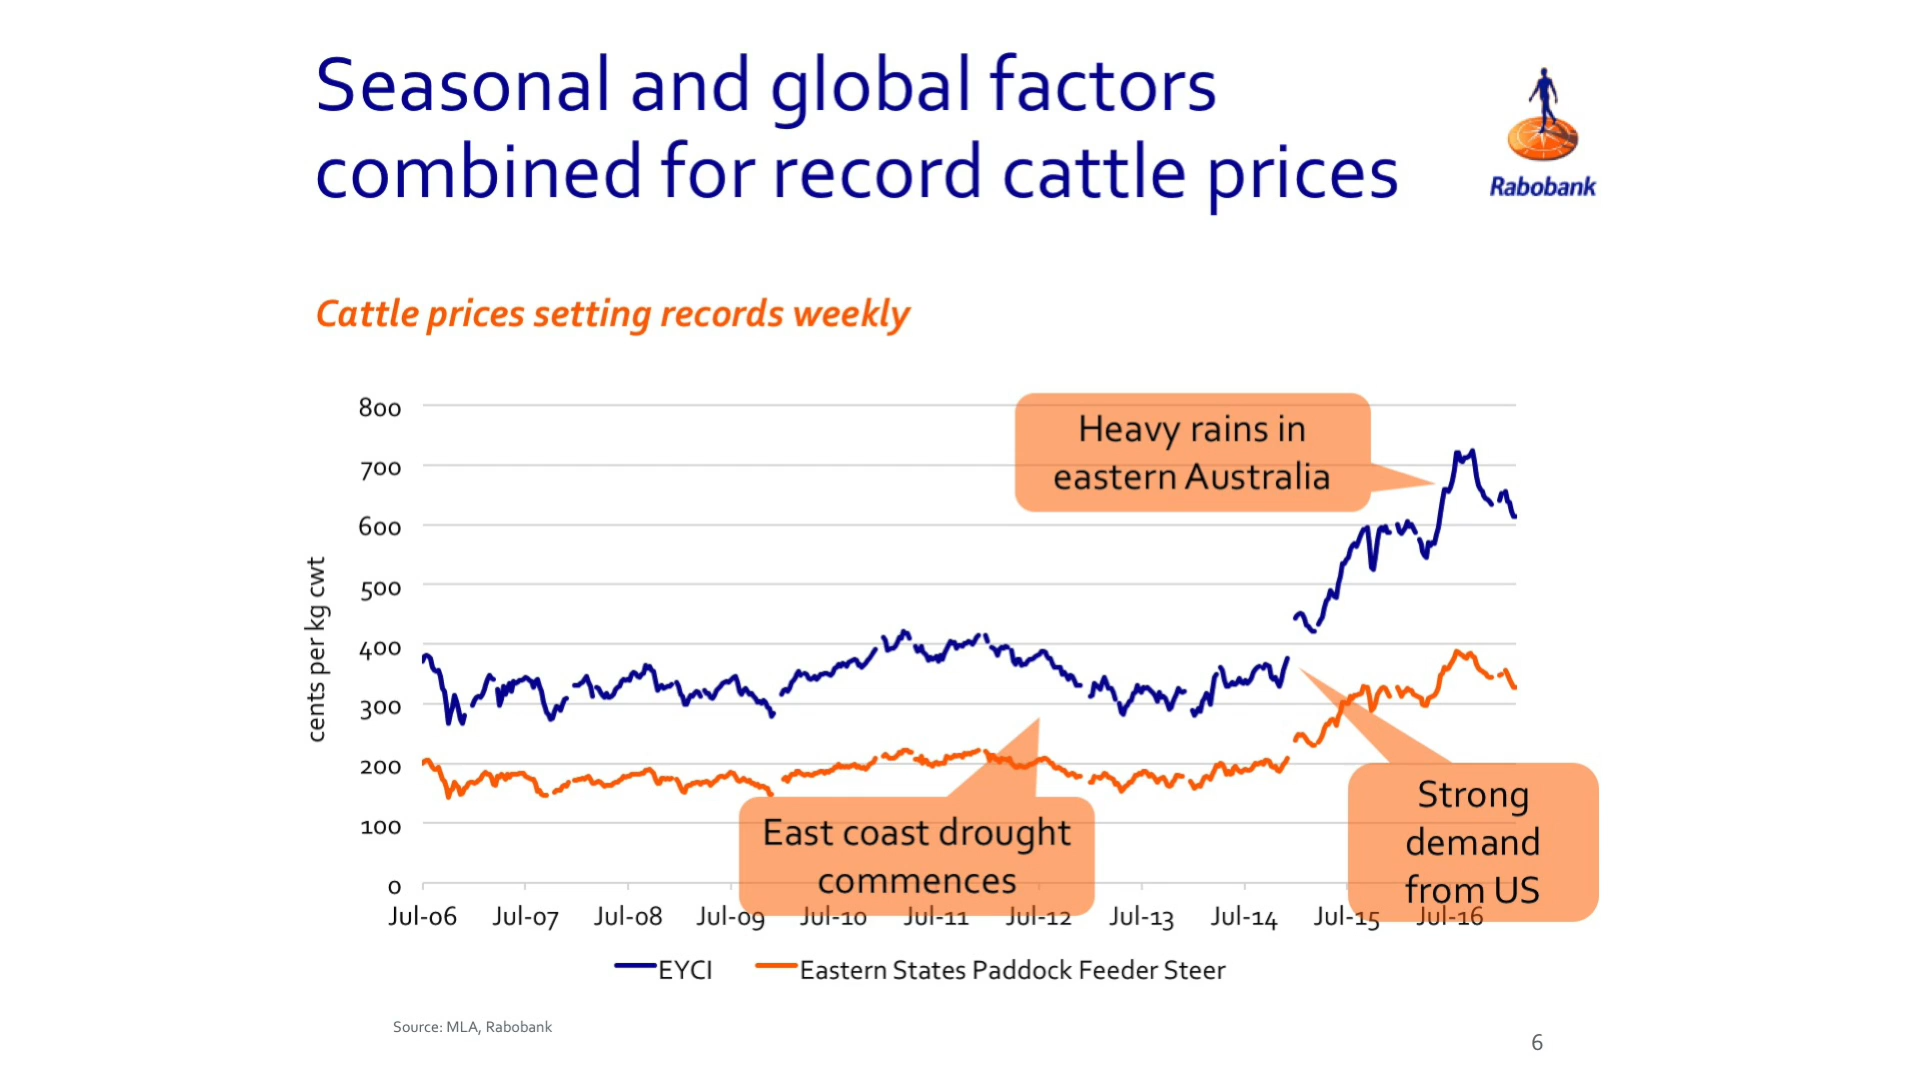 Seasonal and global factors
combined for record cattle prices
Rabobank
Cattle prices setting records weekly
cents per kg cwt
800
700
600
500
400
300
200
100
0
Heavy rains in
eastern Australia
East coast drought
commences
Strong
demand
from US
Jul-06 Jul-07 Jul-08 Jul-09 Jul-10 Jul-11 Jul-12 Jul-13 Jul-14 Jul-15 Jul-16
EYCI Eastern States Paddock Feeder Steer
Source: MLA, Rabobank
6